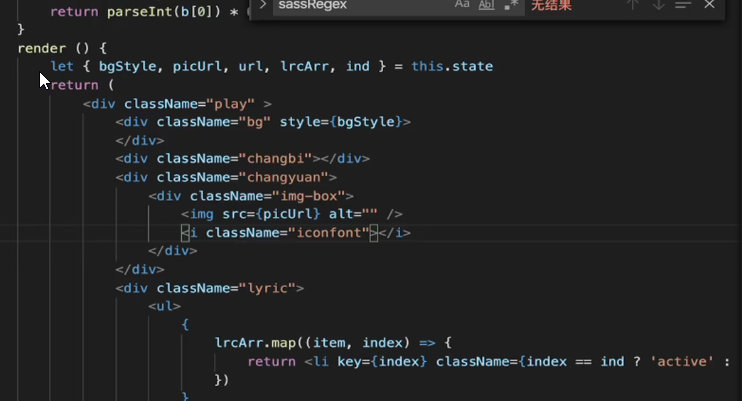 sassRegex Aa Abl .* 无结果
return parseInt(b[0]) *
}
render () {
let { bgStyle, picUrl, url, lrcArr, ind } = this.state
return (
<div className="play" >
<div className="bg" style={bgStyle}>
</div>
<div className="changbi"></div>
<div className="changyuan">
<div className="img-box">
<img src={picUrl} alt="" />
<i className="iconfont"></i>
</div>
</div>
<div className="lyric">
<ul>
{
lrcArr.map((item, index) => {
return <li key={index} className={index == ind ? 'active' :
})
}